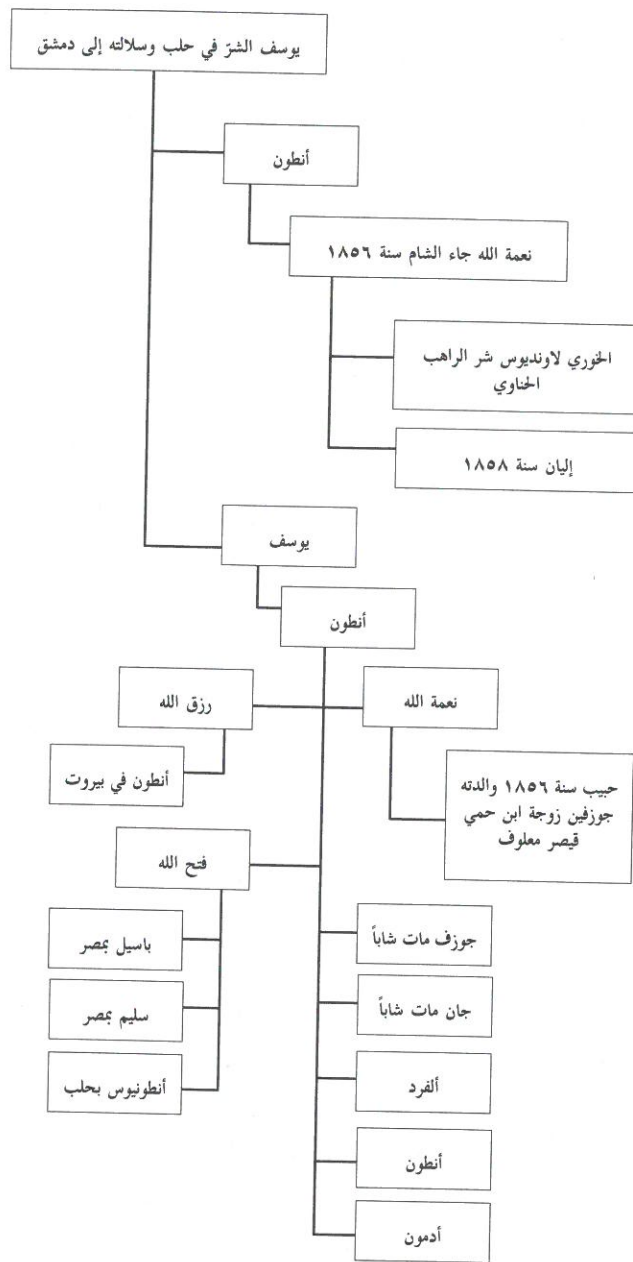 يوسف الشرّ في حلب وسلالته إلى دمشق
أنطون
نعمة الله جاء الشام سنة ١٨٥٦
الخوري لاونديوس شر الراهب
الحناوي
إليان سنة ١٨٥٨
يوسف
أنطون
نعمة الله
رزق الله
حبيب سنة ١٨٥٦ والدته
جوزفين زوجة ابن حمي
قيصر معلوف
أنطون في بيروت
فتح الله
جوزف مات شاباً
باسيل بمصر
جان مات شاباً
سليم بمصر
ألفرد
أنطونيوس بحلب
أنطون
أدمون